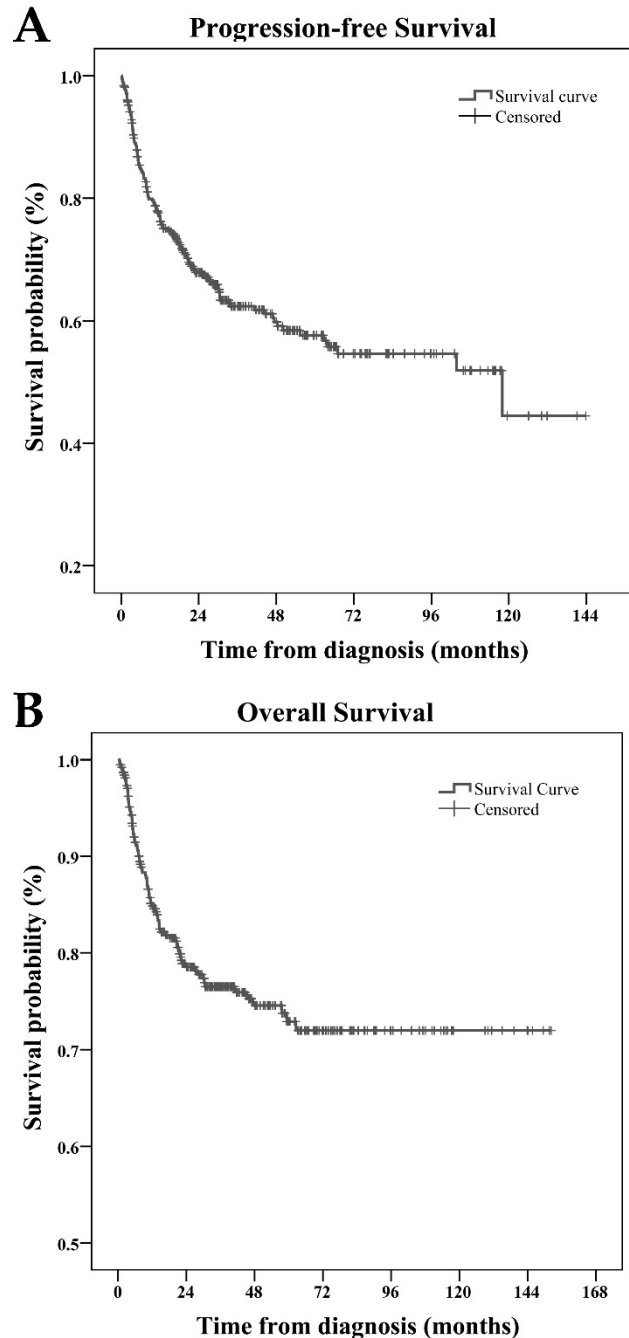 A
Progression-free Survival
Survival curve
Censored
1.0
0.8
0.6
0.4
0.2
Survival probability (%)
0 24 48 72 96 120 144
Time from diagnosis (months)
B
Overall Survival
Survival Curve
Censored
1.0
0.9
0.8
0.7
0.6
0.5
Survival probability (%)
0 24 48 72 96 120 144 168
Time from diagnosis (months)